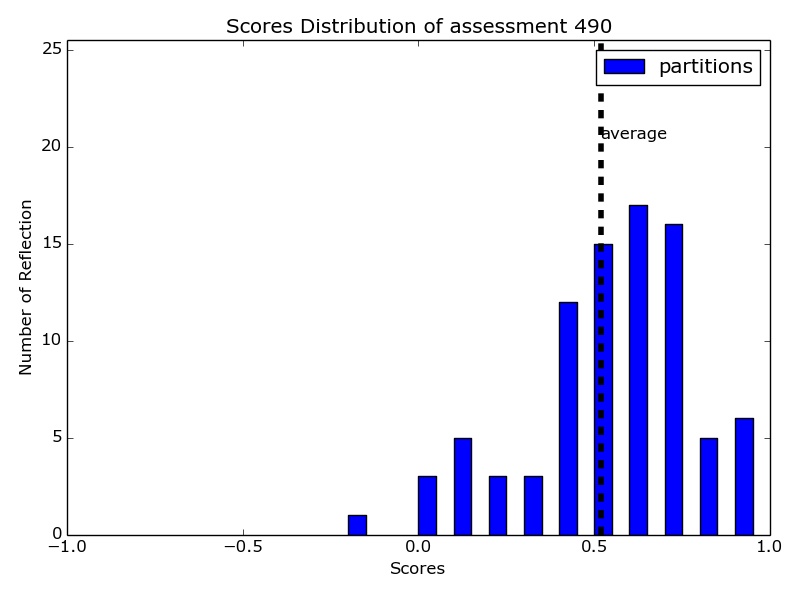 Scores Distribution of assessment 490
partitions
average
Number of Reflection
25
20
15
10
5
0
−1.0
−0.5
0.0
0.5
1.0
Scores